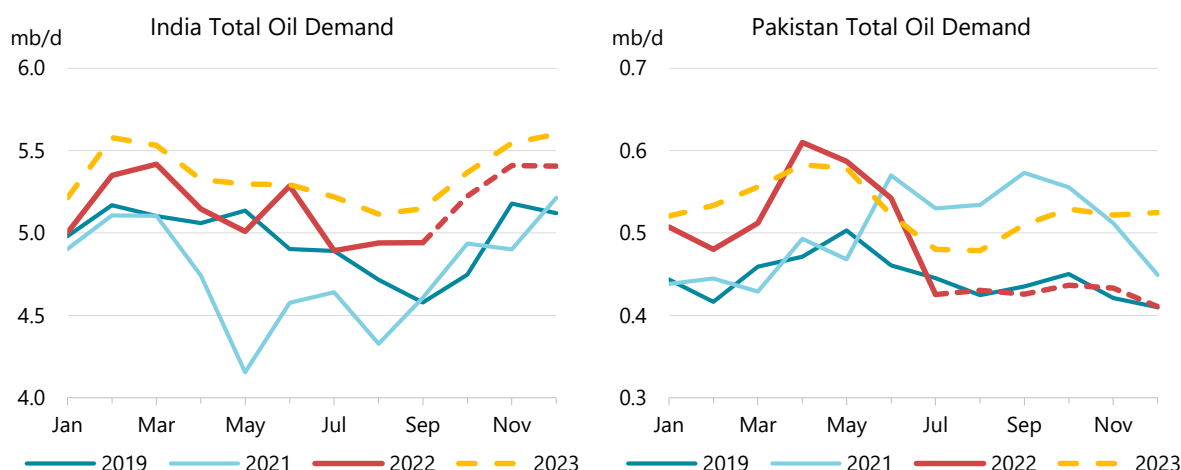 India Total Oil Demand
mb/d
6.0
5.5
5.0
4.5
4.0
Jan Mar May Jul Sep Nov
2019 2021 2022 2023
Pakistan Total Oil Demand
mb/d
0.7
0.6
0.5
0.4
0.3
Jan Mar May Jul Sep Nov
2019 2021 2022 2023